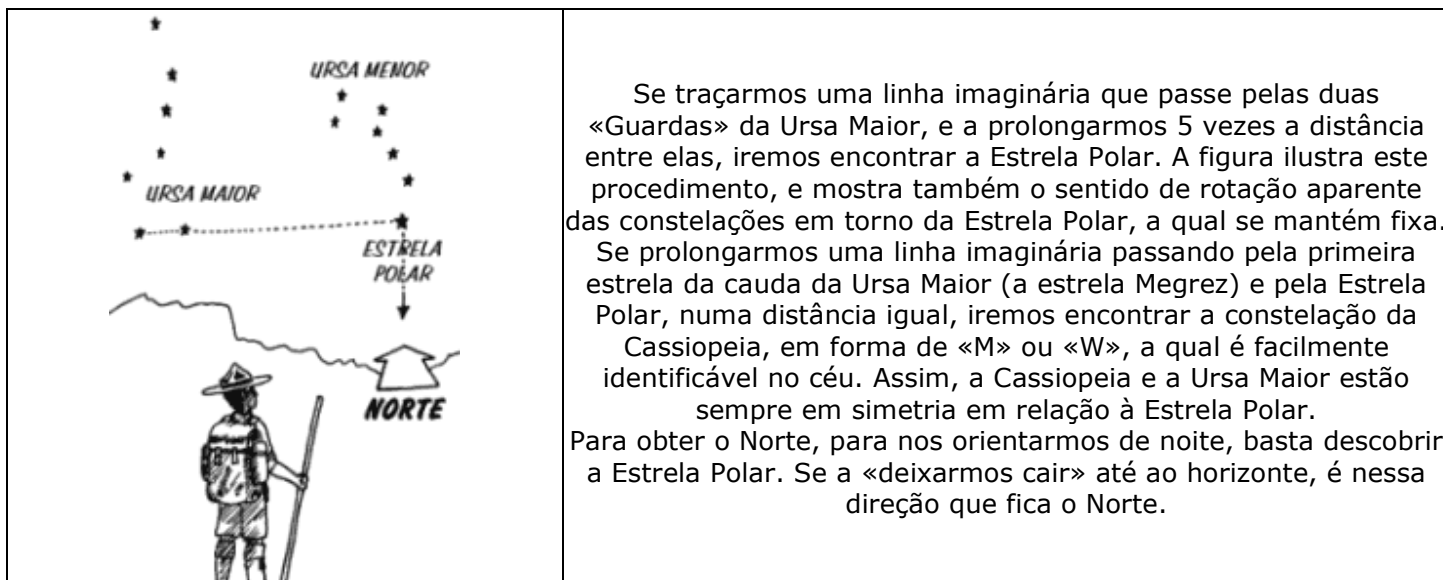 URSA MENOR
URSA MAIOR
ESTRELA
POLAR
NORTE
Se traçarmos uma linha imaginária que passe pelas duas
«Guardas» da Ursa Maior, e a prolongarmos 5 vezes a distância
entre elas, iremos encontrar a Estrela Polar. A figura ilustra este
procedimento, e mostra também o sentido de rotação aparente
das constelações em torno da Estrela Polar, a qual se mantém fixa.
Se prolongarmos uma linha imaginária passando pela primeira
estrela da cauda da Ursa Maior (a estrela Megrez) e pela Estrela
Polar, numa distância igual, iremos encontrar a constelação da
Cassiopeia, em forma de «M» ou «W», a qual é facilmente
identificável no céu. Assim, a Cassiopeia e a Ursa Maior estão
sempre em simetria em relação à Estrela Polar.
Para obter o Norte, para nos orientarmos de noite, basta descobrir
a Estrela Polar. Se a «deixarmos cair» até ao horizonte, é nessa
direção que fica o Norte.